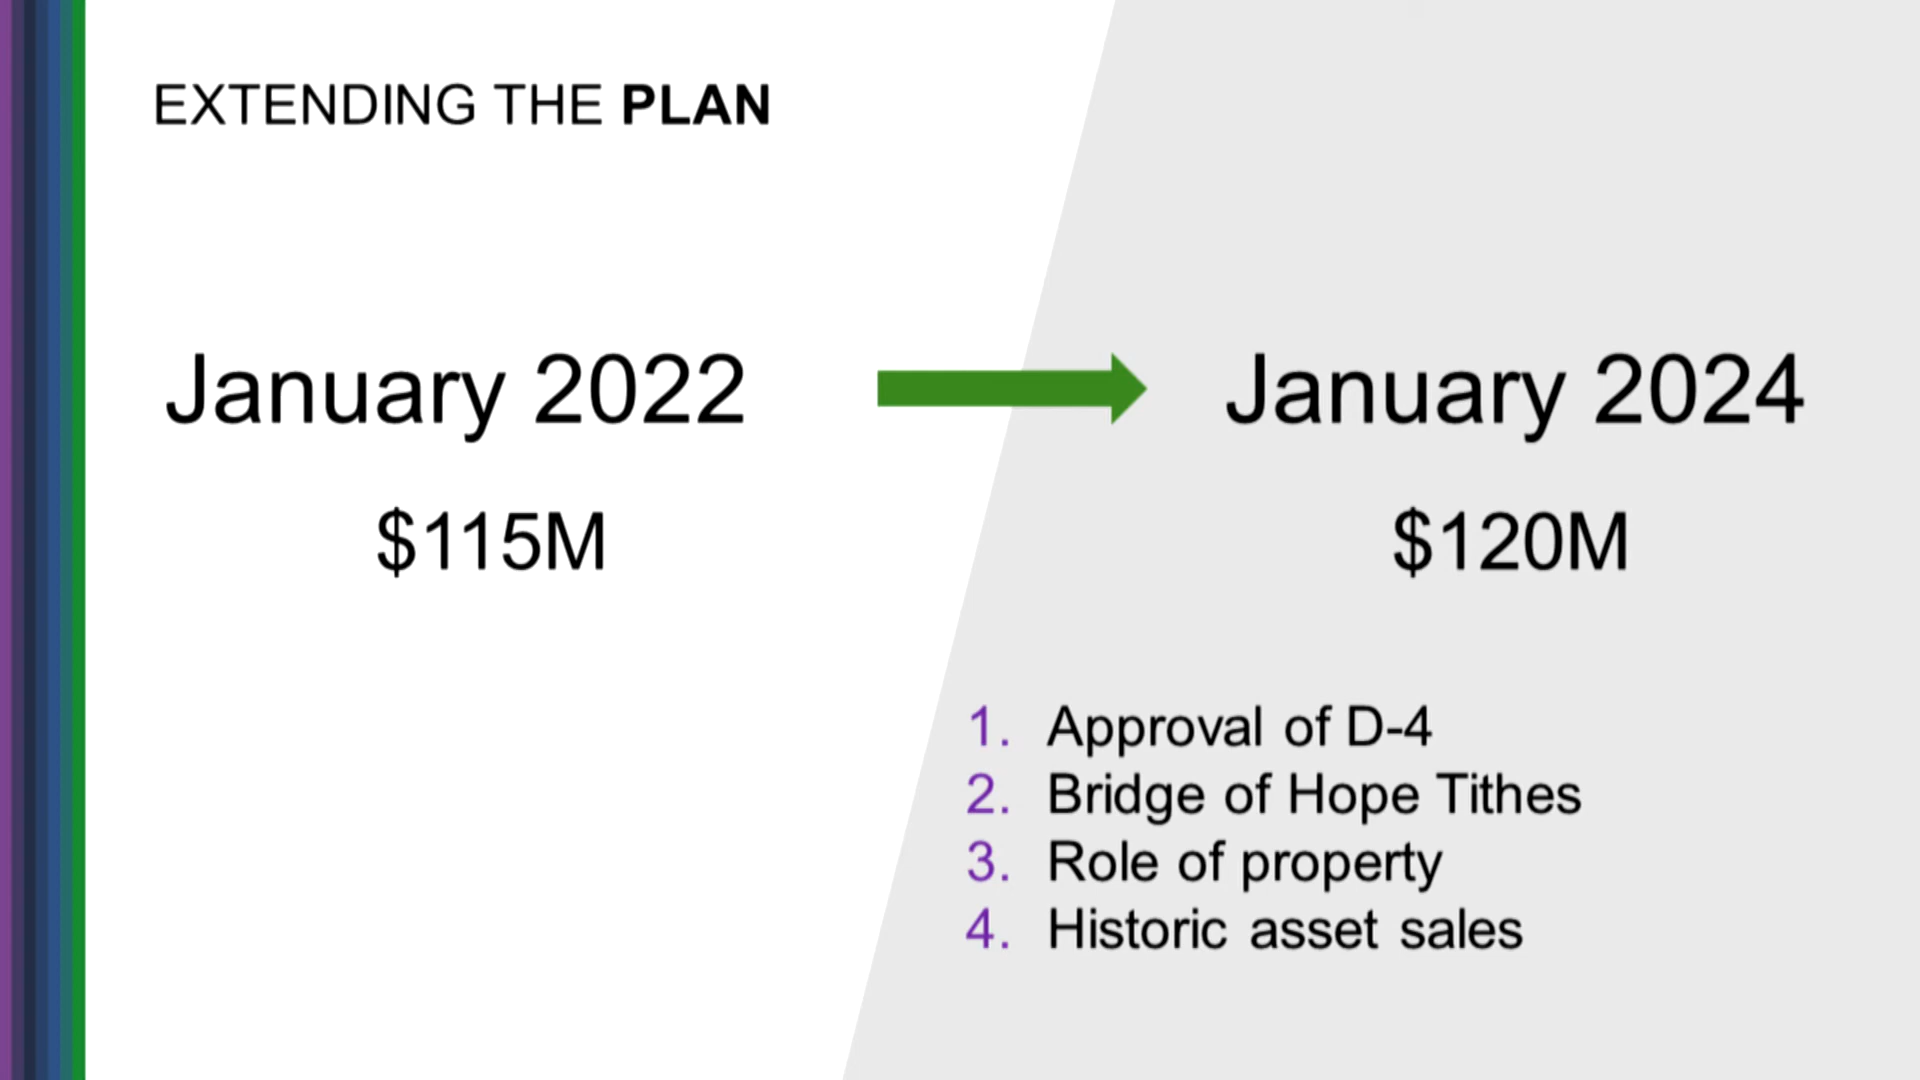 EXTENDING THE PLAN
January 2022
January 2024
$115M
$120M
1. Approval of D-4
2. Bridge of Hope Tithes
3. Role of property
4. Historic asset sales